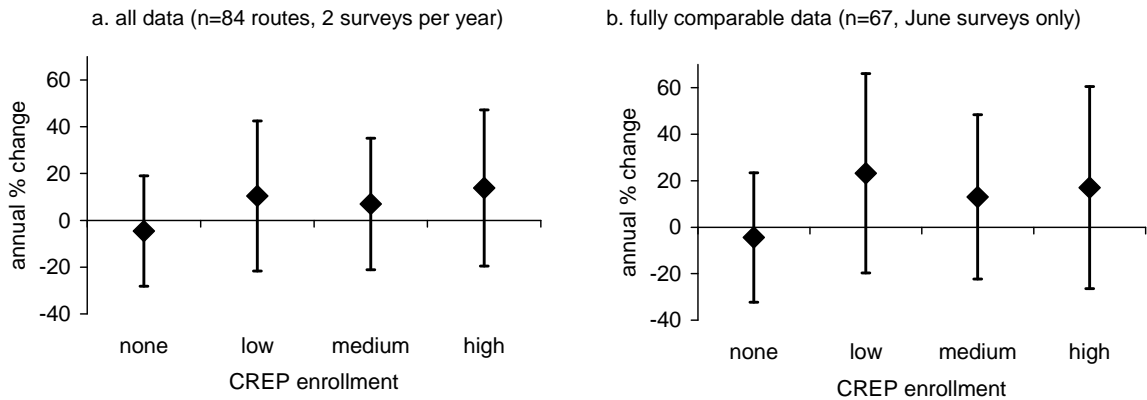 a. all data (n=84 routes, 2 surveys per year)
annual % change
60
40
20
0
-20
-40
none low medium high
CREP enrollment
b. fully comparable data (n=67, June surveys only)
annual % change
60
40
20
0
-20
-40
none low medium high
CREP enrollment